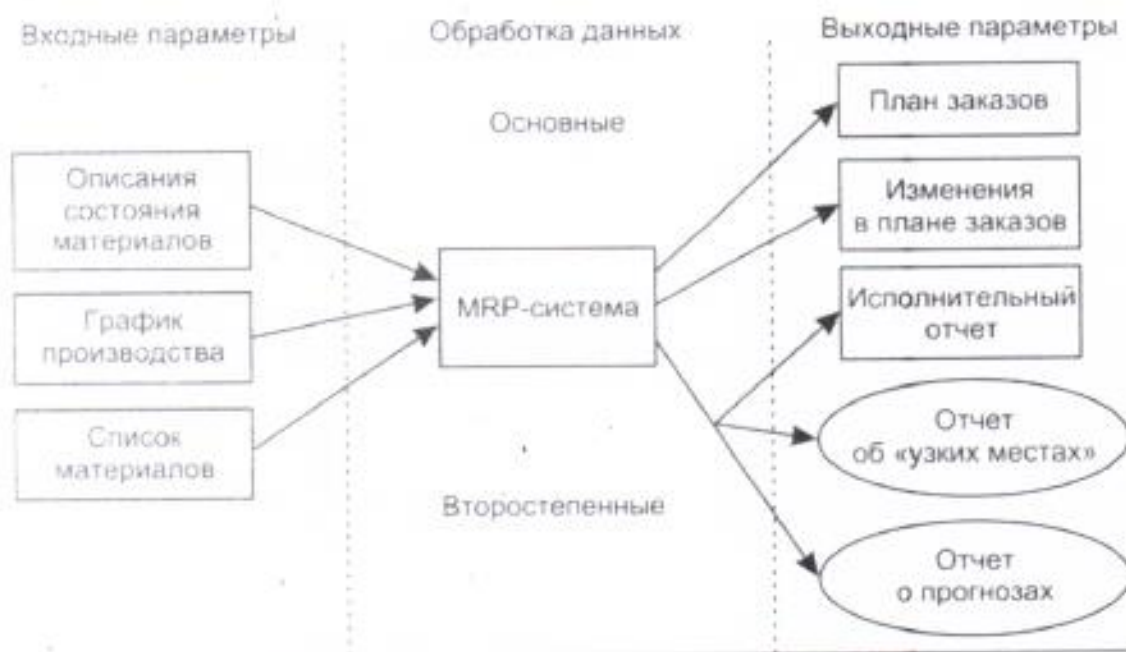 Входные параметры
Обработка данных
Выходные параметры
Основные
Описания
состояния
материалов
График
производства
Список
материалов
MRP-система
Второстепенные
План заказов
Изменения
в плане заказов
Исполнительный
отчет
Отчет
об «узких местах»
Отчет
о прогнозах